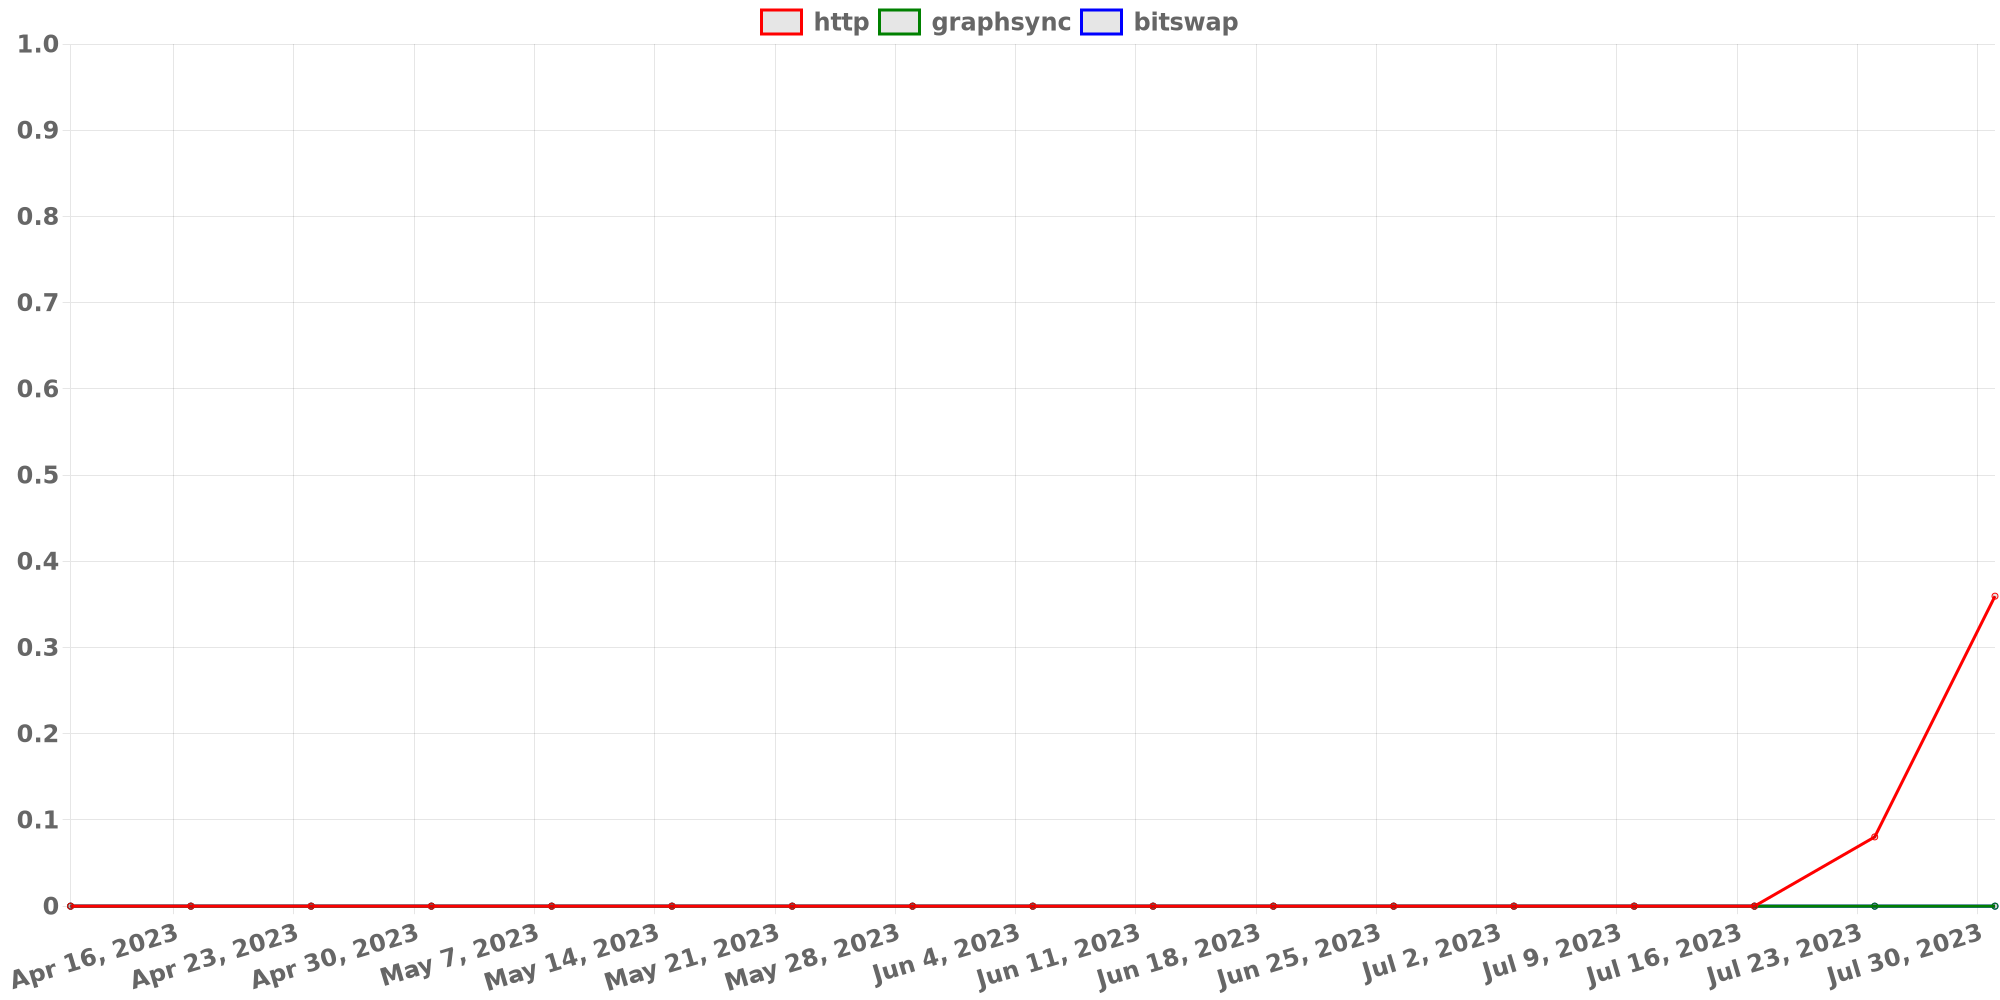 http graphsync bitswap
1.0
0.9
0.8
0.7
0.6
0.5
0.4
0.3
0.2
0.1
0
Apr 16, 2023
Apr 23, 2023
Apr 30, 2023
May 7, 2023
May 14, 2023
May 21, 2023
May 28, 2023
Jun 4, 2023
Jun 11, 2023
Jun 18, 2023
Jun 25, 2023
Jul 2, 2023
Jul 9, 2023
Jul 16, 2023
Jul 23, 2023
Jul 30, 2023